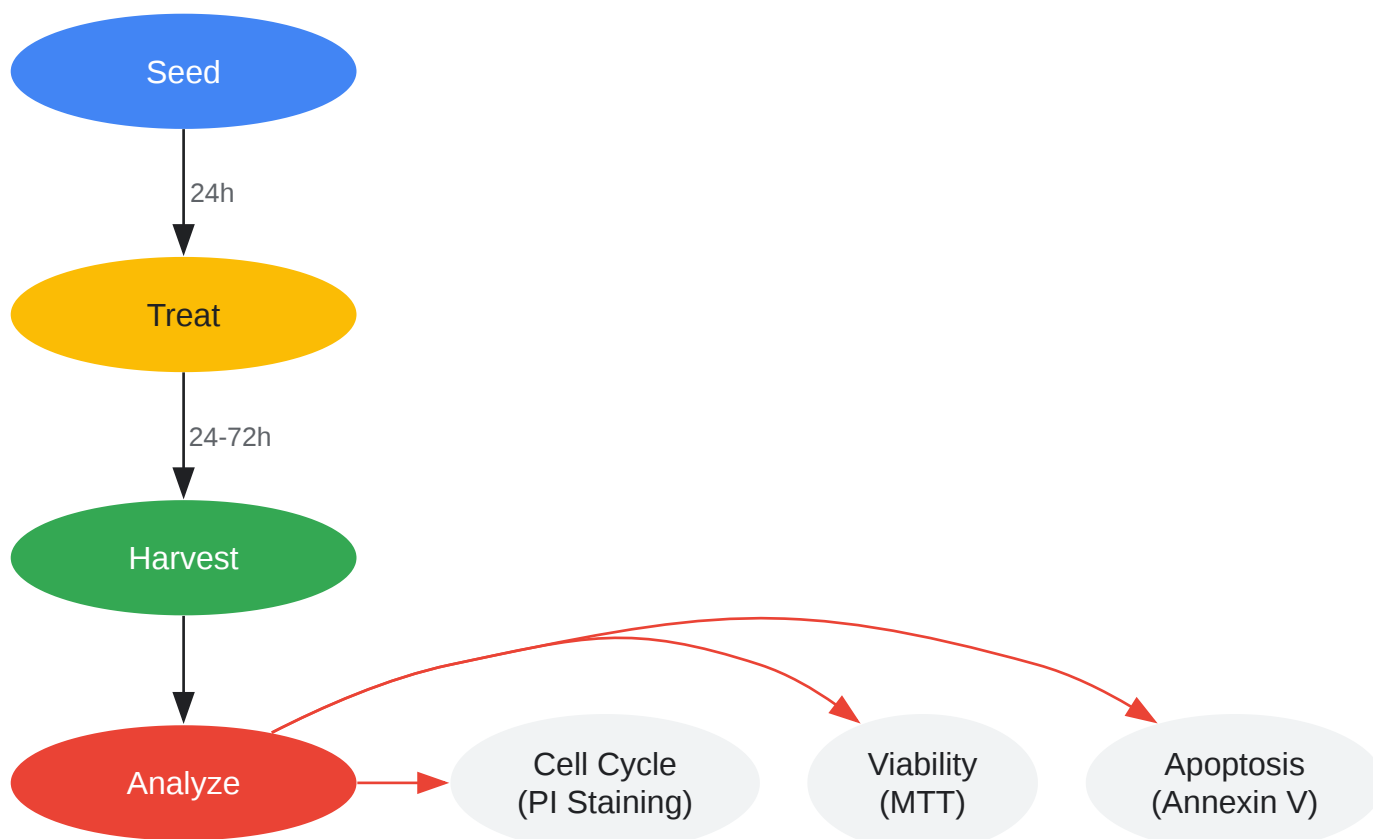 Seed
24h
Treat
24-72h
Harvest
Analyze
Cell Cycle
(PI Staining)
Viability
(MTT)
Apoptosis
(Annexin V)